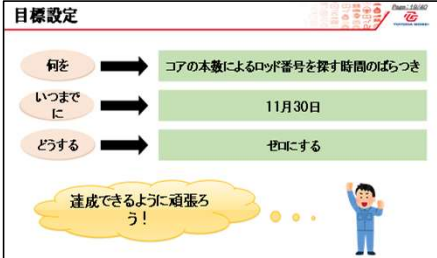 目標設定
Page: 19/40
TOYODA GOSEI
何を
コアの本数によるロッド番号を探す時間のばらつき
いつまで
に
11月30日
どうする
ゼロにする
達成できるように頑張ろ
う!